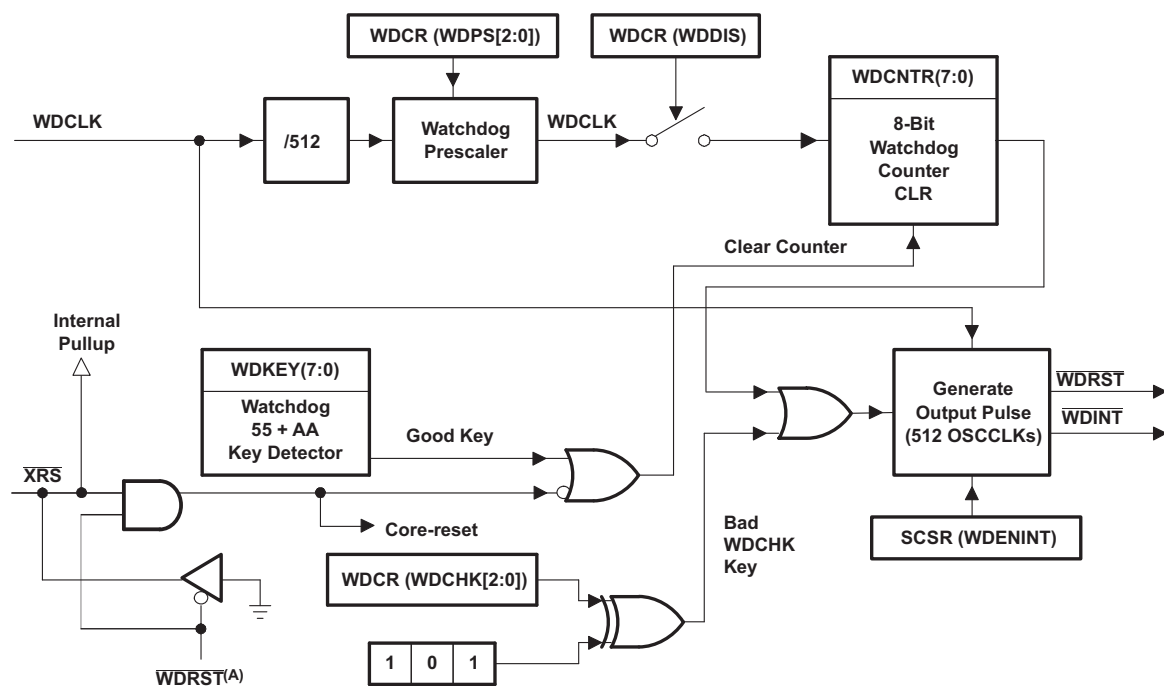 WDCR (WDPS[2:0])
WDCR (WDDIS)
WDCNTR(7:0)
WDCLK
/512
Watchdog
Prescaler
WDCLK
8-Bit
Watchdog
Counter
CLR
Clear Counter
Internal
Pullup
WDKEY(7:0)
Watchdog
55 + AA
Key Detector
Good Key
Generate
Output Pulse
(512 OSCCLKs)
WDRST
WDINT
XRS
Core-reset
Bad
WDCHK
Key
SCSR (WDENINT)
WDCR (WDCHK[2:0])
1 0 1
WDRST(A)